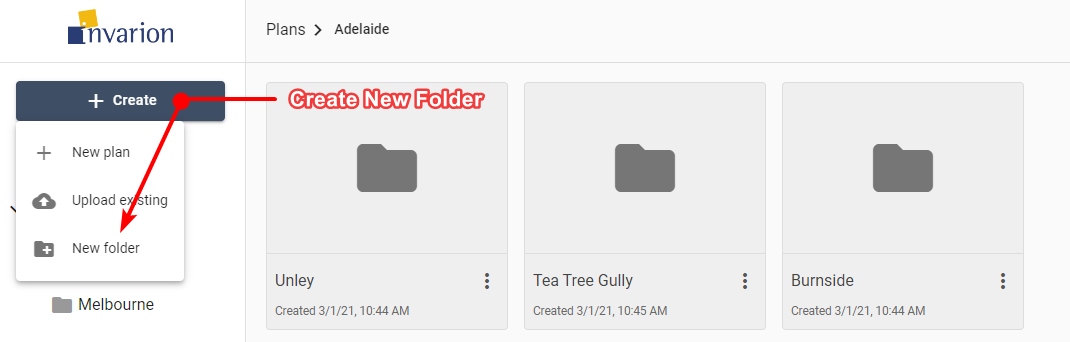 invarion
Plans > Adelaide
+ Create
Create New Folder
New plan
Upload existing
New folder
Melbourne
Unley
Created 3/1/21, 10:44 AM
Tea Tree Gully
Created 3/1/21, 10:45 AM
Burnside
Created 3/1/21, 10:44 AM